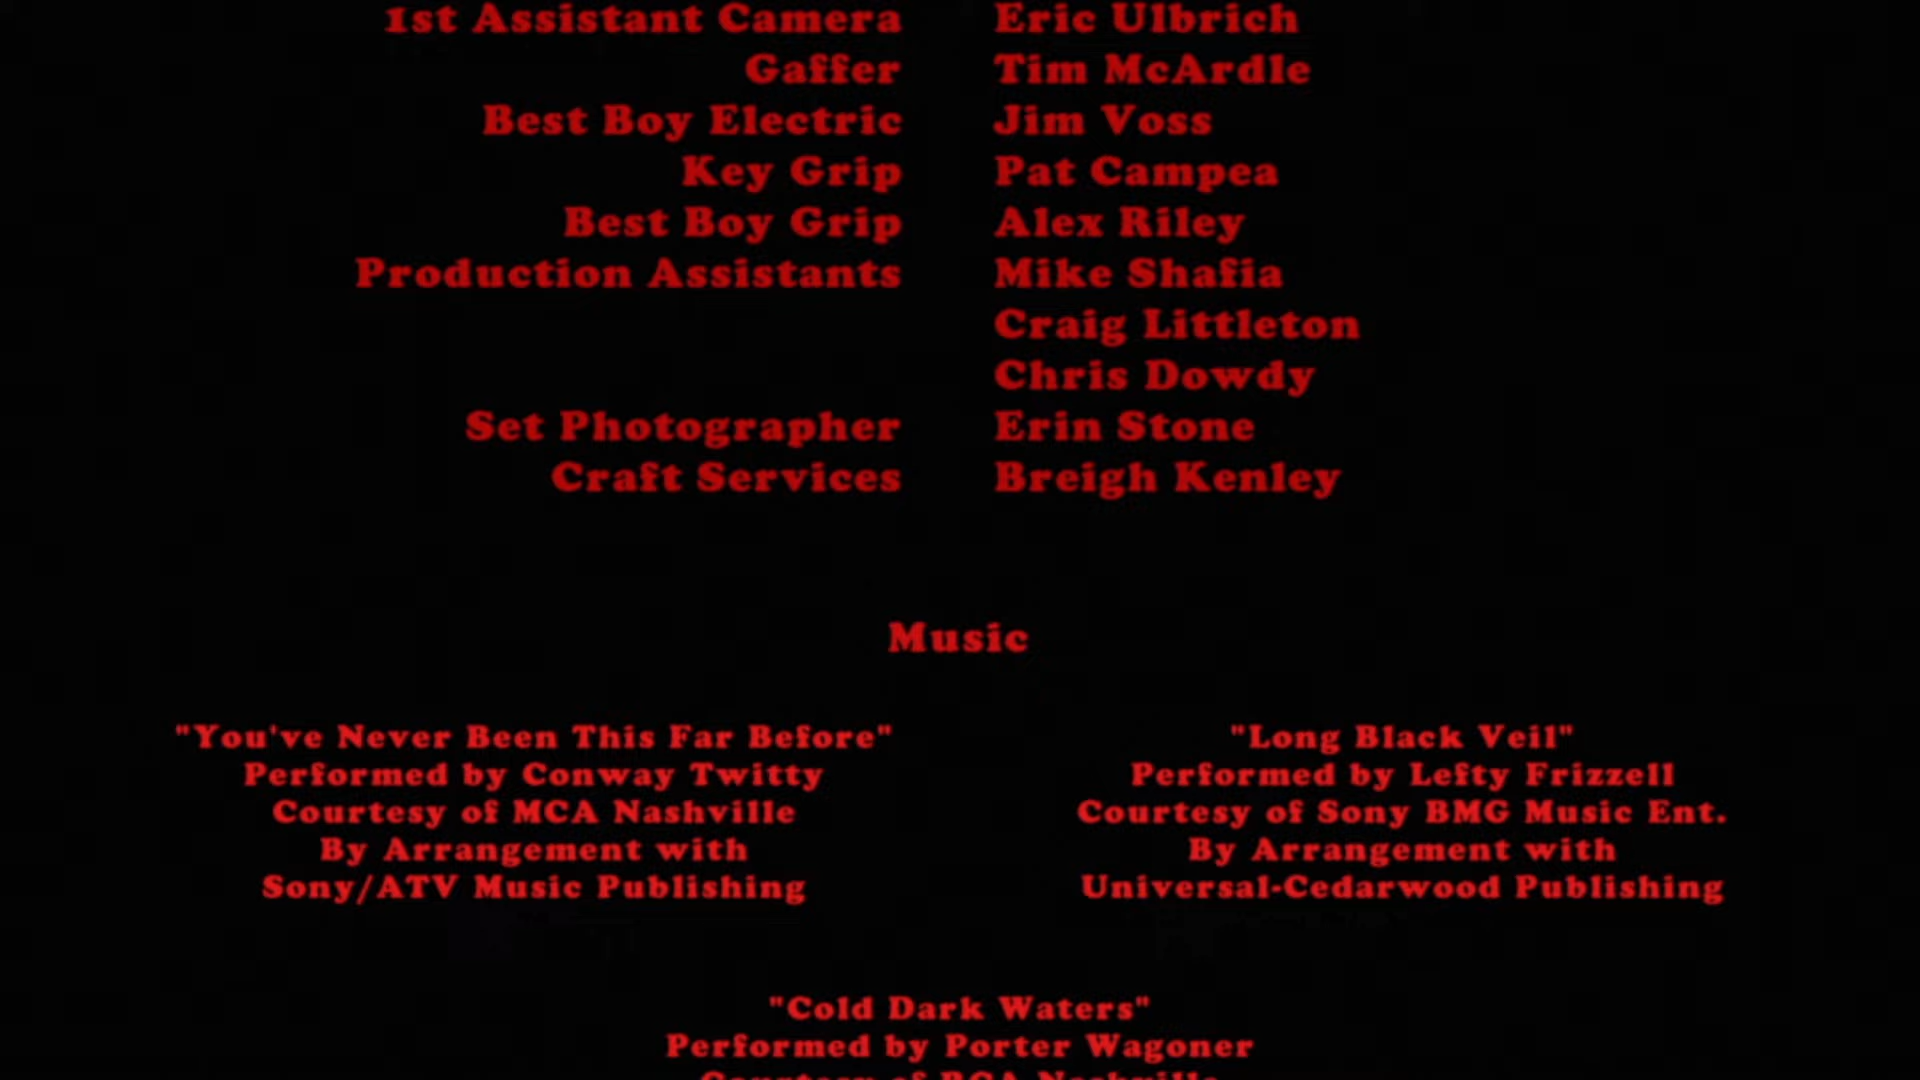 1st Assistant Camera Eric Ulbrich
Gaffer Tim McArdle
Best Boy Electric Jim Voss
Key Grip Pat Campea
Best Boy Grip Alex Riley
Production Assistants Mike Shafia
Craig Littleton
Chris Dowdy
Set Photographer Erin Stone
Craft Services Breigh Kenley
Music
"You've Never Been This Far Before"
Performed by Conway Twitty
Courtesy of MCA Nashville
By Arrangement with
Sony/ATV Music Publishing
"Long Black Veil"
Performed by Lefty Frizzell
Courtesy of Sony BMG Music Ent.
By Arrangement with
Universal-Cedarwood Publishing
"Cold Dark Waters"
Performed by Porter Wagoner
Courtesy of RCA Nashville